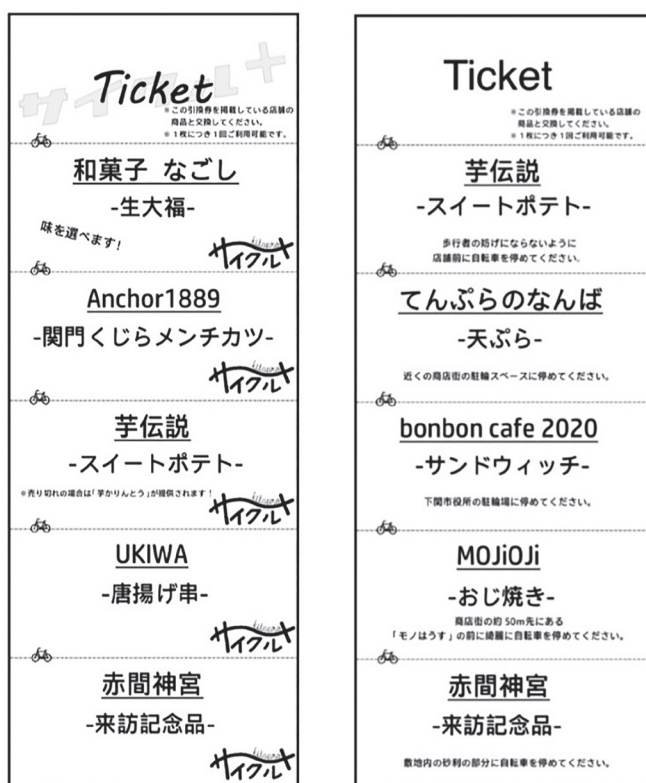 サイクル＋
Ticket
※この引換券を掲載している店舗の
商品と交換してください。
※1枚につき1回ご利用可能です。
和菓子 なごし
-生大福-
味を選べます!
サイクル＋
Anchor1889
-関門くじらメンチカツ-
サイクル＋
芋伝説
-スイートポテト-
※売り切れの場合は「芋かりんとう」が提供されます!
サイクル＋
UKIWA
-唐揚げ串-
サイクル＋
赤間神宮
-来訪記念品-
サイクル＋
Ticket
※この引換券を掲載している店舗の
商品と交換してください。
※1枚につき1回ご利用可能です。
芋伝説
-スイートポテト-
歩行者の妨げにならないように
店舗前に自転車を停めてください。
てんぷらのなんば
-天ぷら-
近くの商店街の駐輪スペースに停めてください。
bonbon cafe 2020
-サンドウィッチ-
下関市役所の駐輪場に停めてください。
MOJiOJi
-おじ焼き-
商店街の約50m先にある
「モノはうす」の前に綺麗に自転車を停めてください。
赤間神宮
-来訪記念品-
敷地内の砂利の部分に自転車を停めてください。